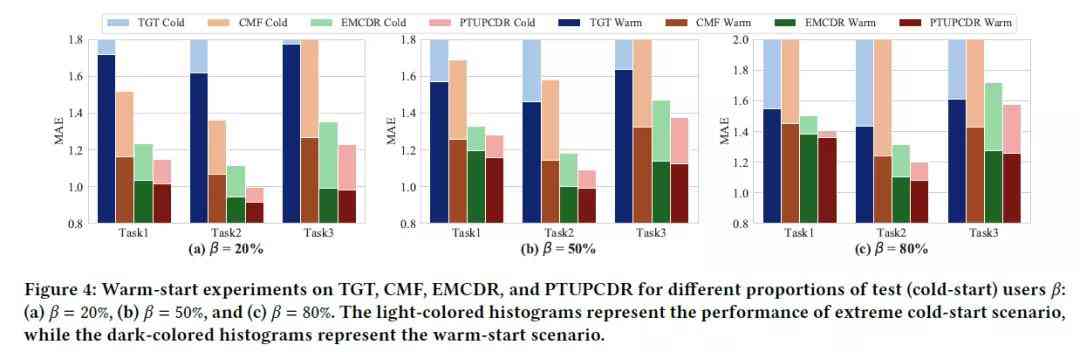 TGT Cold CMF Cold EMCDR Cold PTUPCDR Cold TGT Warm CMF Warm EMCDR Warm PTUPCDR Warm
1.8
1.6
1.4
1.2
1.0
0.8
MAE
Task1 Task2 Task3
(a) β = 20%
1.8
1.6
1.4
1.2
1.0
0.8
MAE
Task1 Task2 Task3
(b) β = 50%
2.0
1.8
1.6
1.4
1.2
1.0
0.8
MAE
Task1 Task2 Task3
(c) β = 80%
Figure 4: Warm-start experiments on TGT, CMF, EMCDR, and PTUPCDR for different proportions of test (cold-start) users β:
(a) β = 20%, (b) β = 50%, and (c) β = 80%. The light-colored histograms represent the performance of extreme cold-start scenario,
while the dark-colored histograms represent the warm-start scenario.